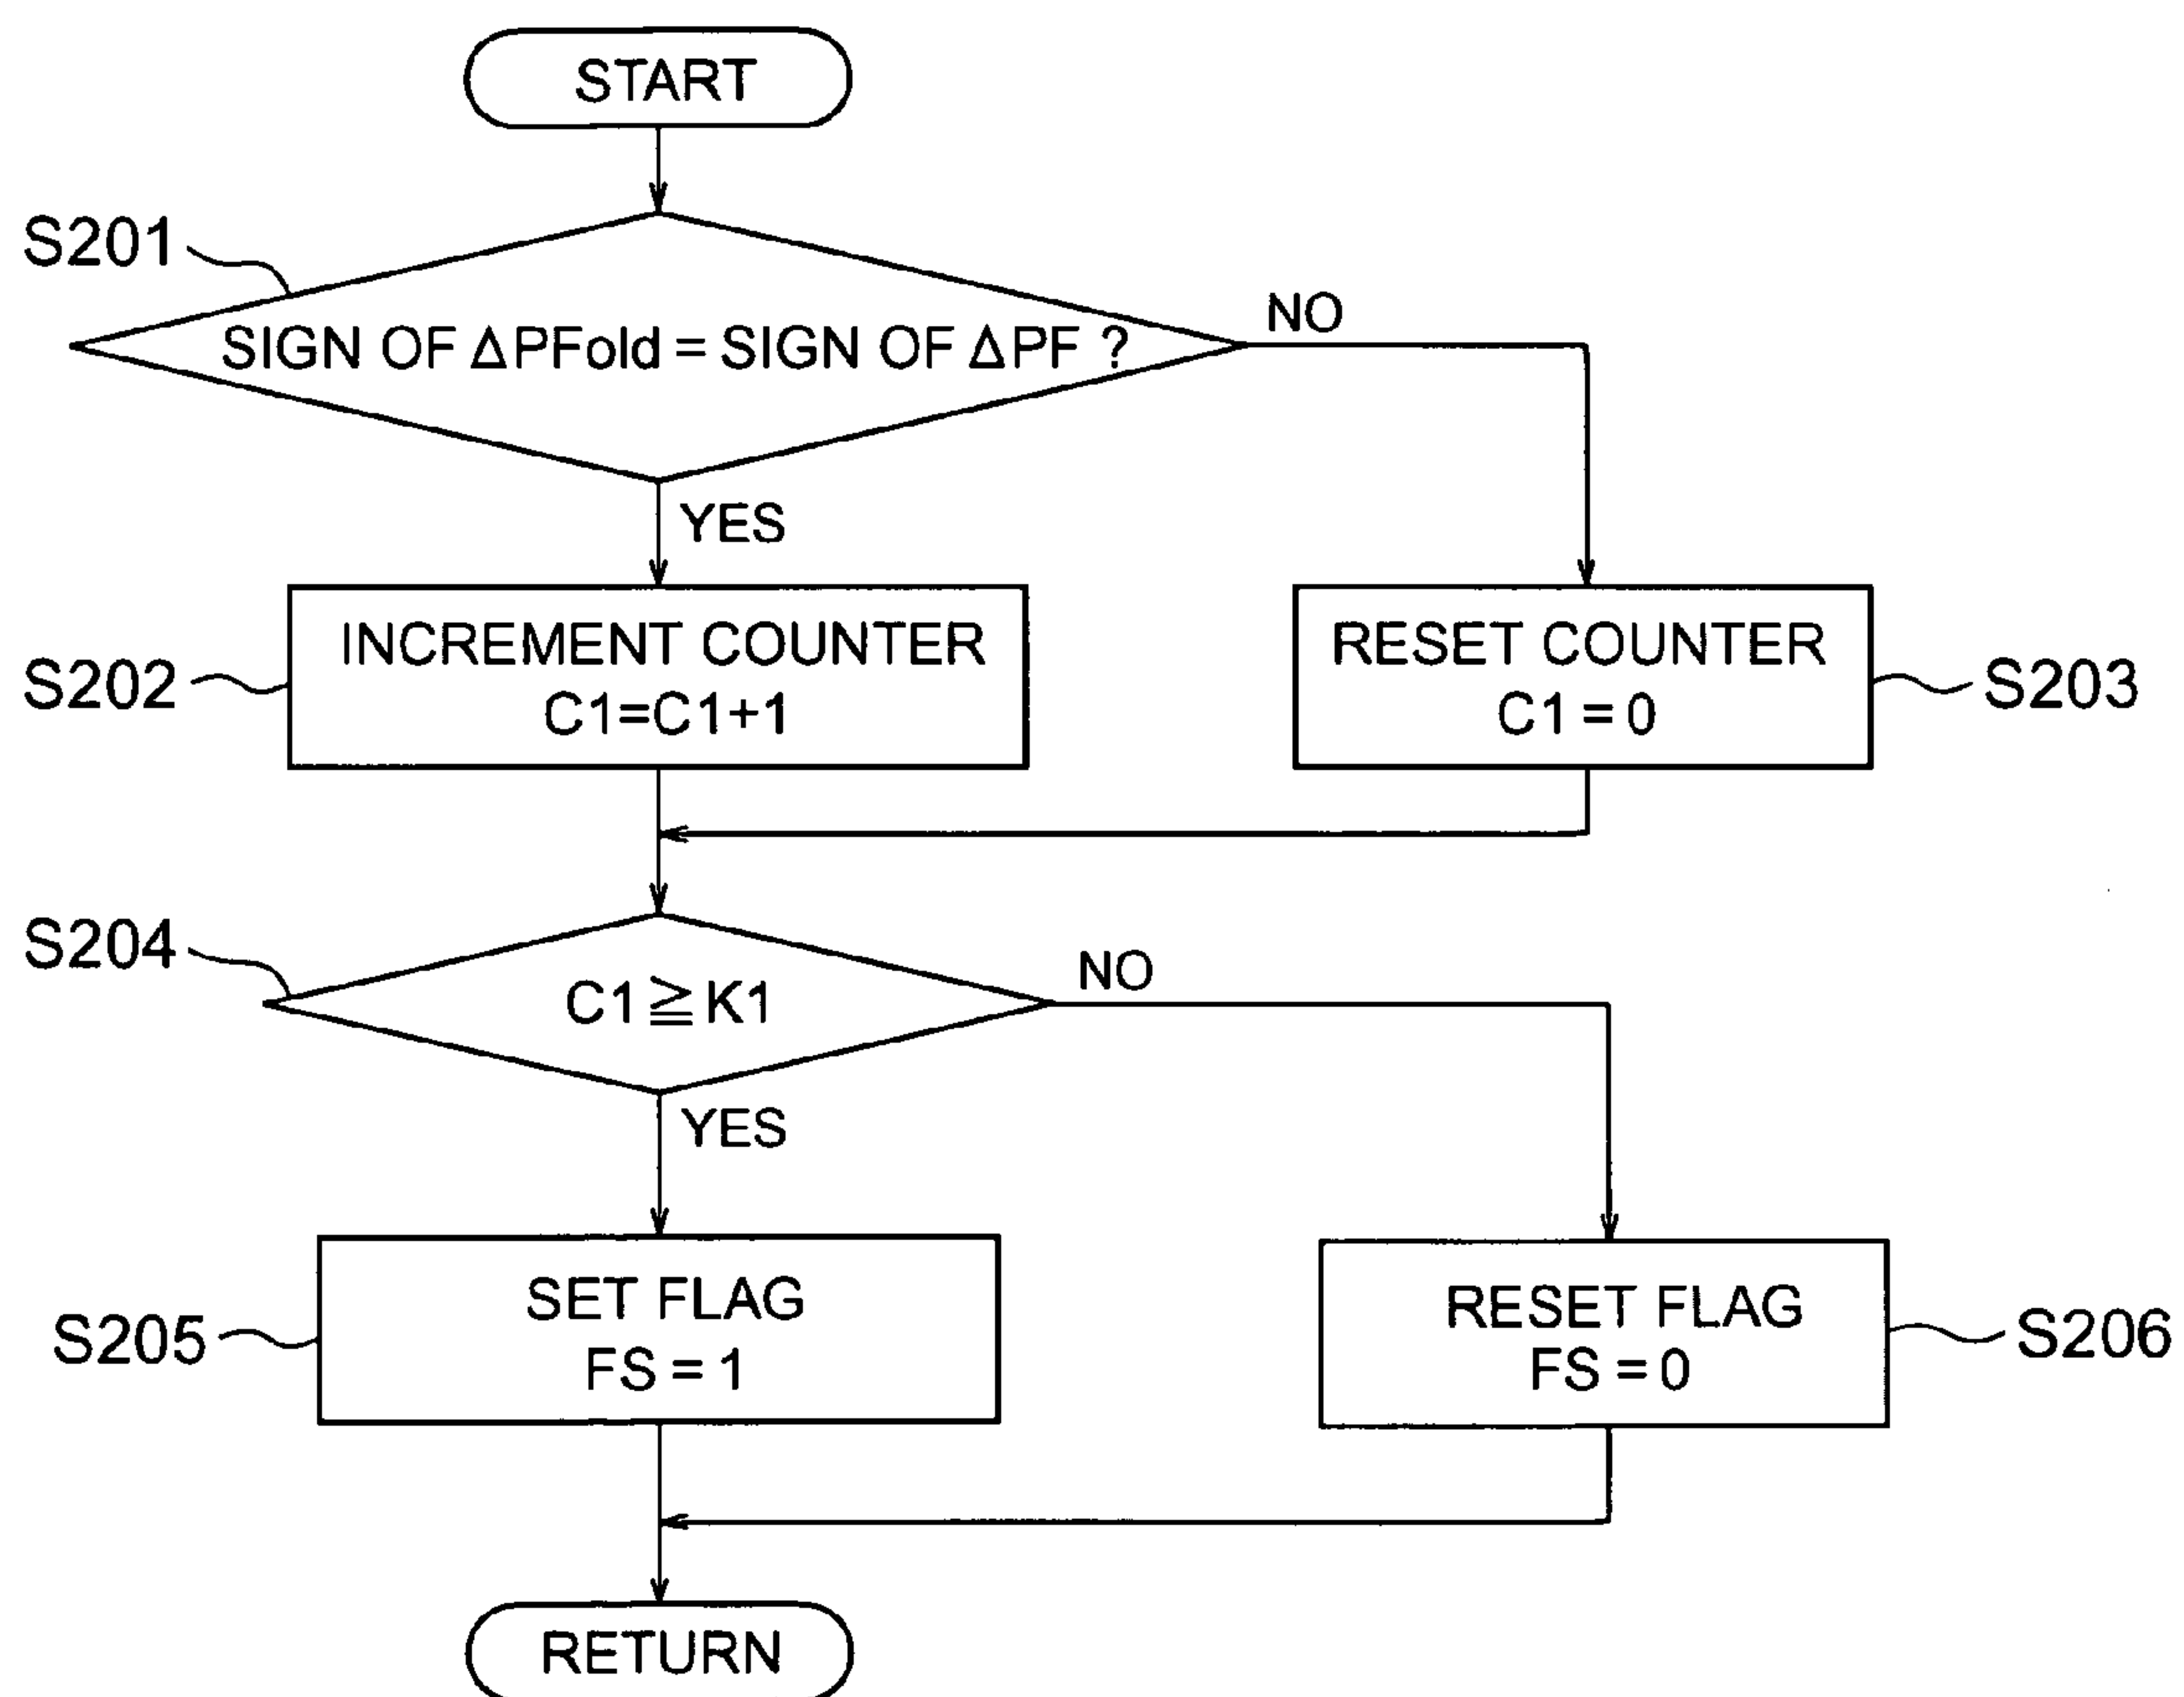 START
S201
SIGN OF ΔPFold = SIGN OF ΔPF ?
NO
YES
S202
INCREMENT COUNTER
C1=C1+1
RESET COUNTER
C1 = 0
S203
S204
C1≧K1
NO
YES
S205
SET FLAG
FS = 1
RESET FLAG
FS = 0
S206
RETURN